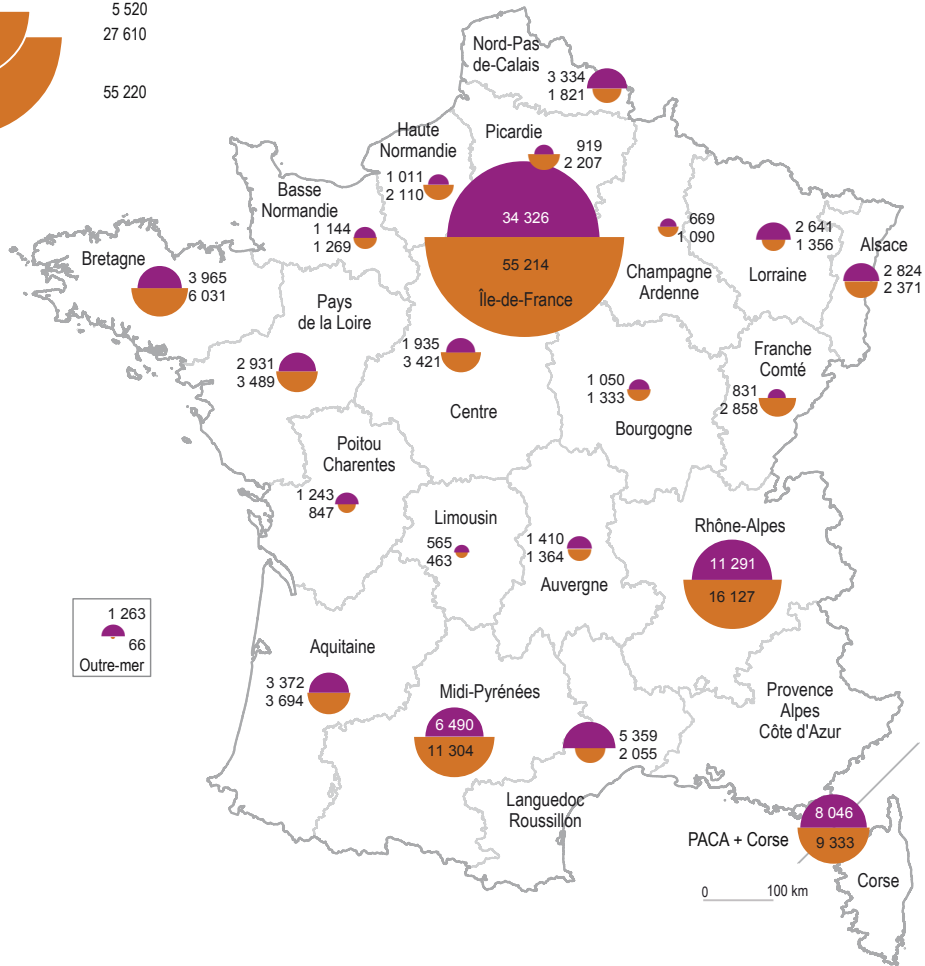 5 520
27 610
55 220
Nord-Pas
de-Calais
3 334
1 821
Haute
Normandie
1 011
2 110
Picardie
919
2 207
Basse
Normandie
1 144
1 269
34 326
55 214
Île-de-France
669
1 090
Champagne
Ardenne
2 641
1 356
Lorraine
Alsace
2 824
2 371
Bretagne
3 965
6 031
Pays
de la Loire
2 931
3 489
1 935
3 421
Centre
1 050
1 333
Bourgogne
Franche
Comté
831
2 858
Poitou
Charentes
1 243
847
Limousin
565
463
1 410
1 364
Auvergne
Rhône-Alpes
11 291
16 127
1 263
66
Outre-mer
Aquitaine
3 372
3 694
Midi-Pyrénées
6 490
11 304
5 359
2 055
Languedoc
Roussillon
Provence
Alpes
Côte d'Azur
PACA + Corse
8 046
9 333
Corse
0 100 km